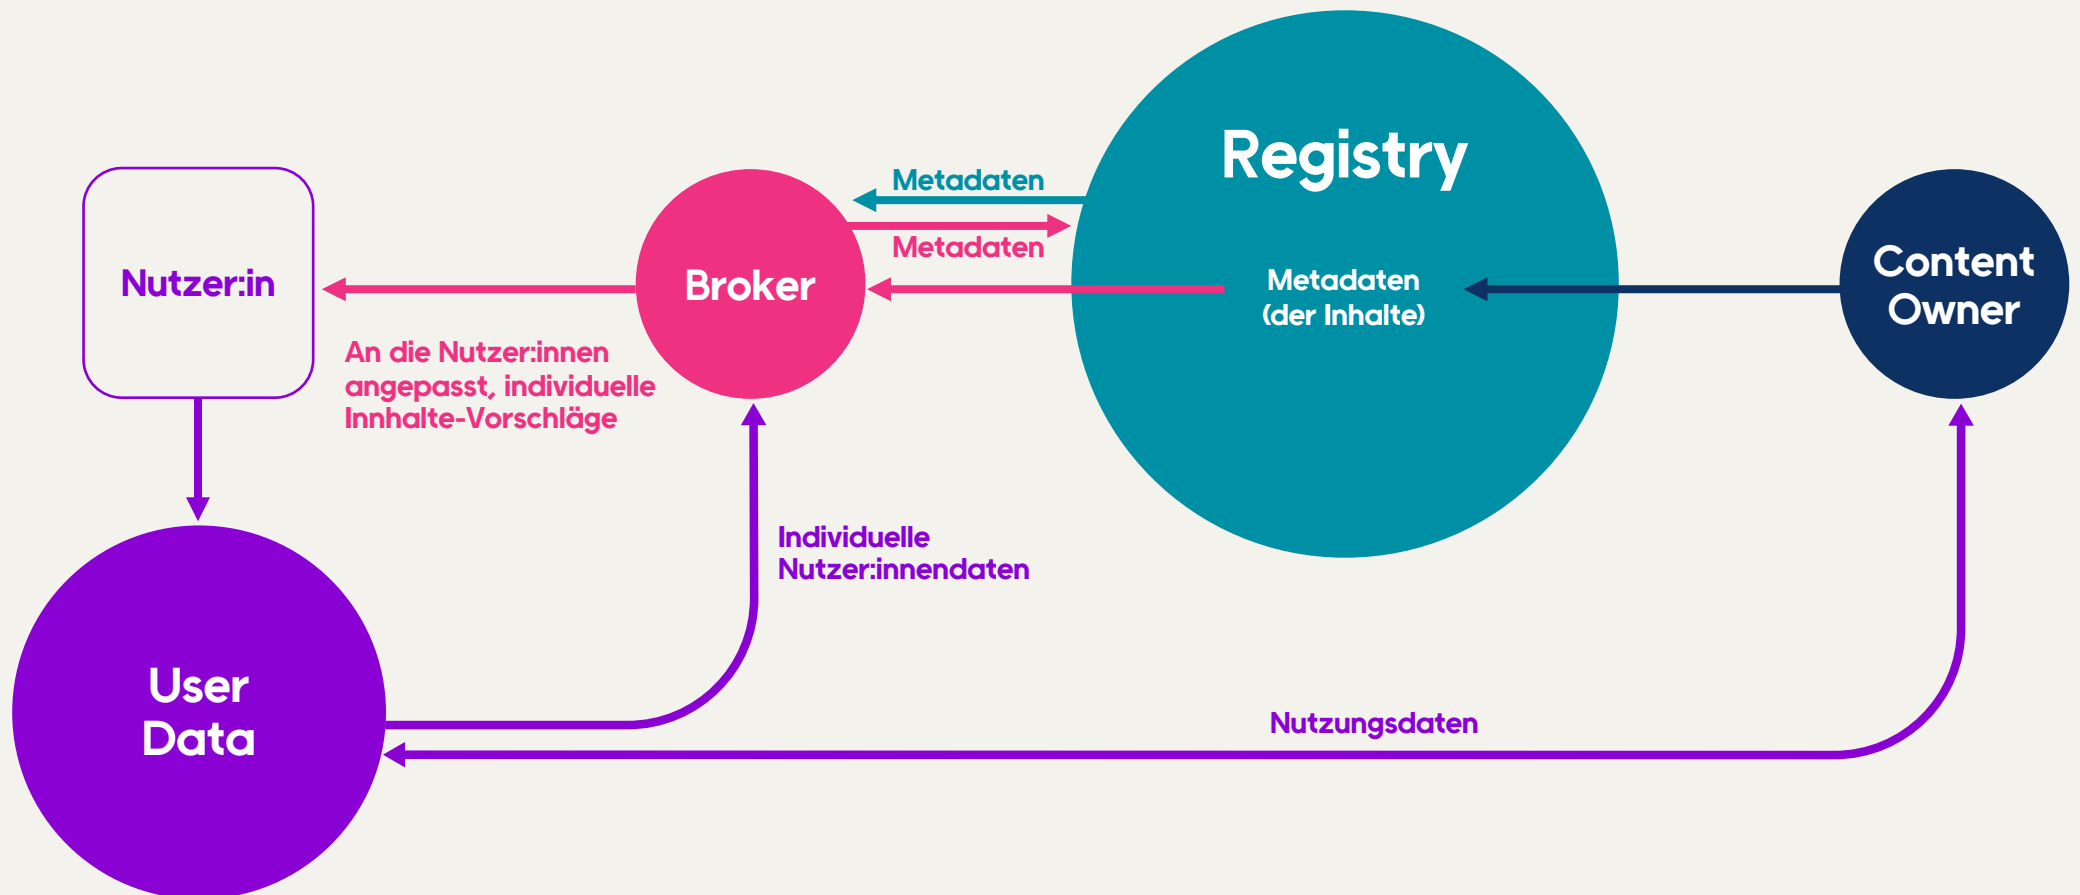 Registry
Metadaten
Metadaten
Nutzer:in
Broker
Metadaten
(der Inhalte)
Content
Owner
An die Nutzer:innen
angepasst, individuelle
Innhalte-Vorschläge
Individuelle
Nutzer:innendaten
User
Data
Nutzungsdaten